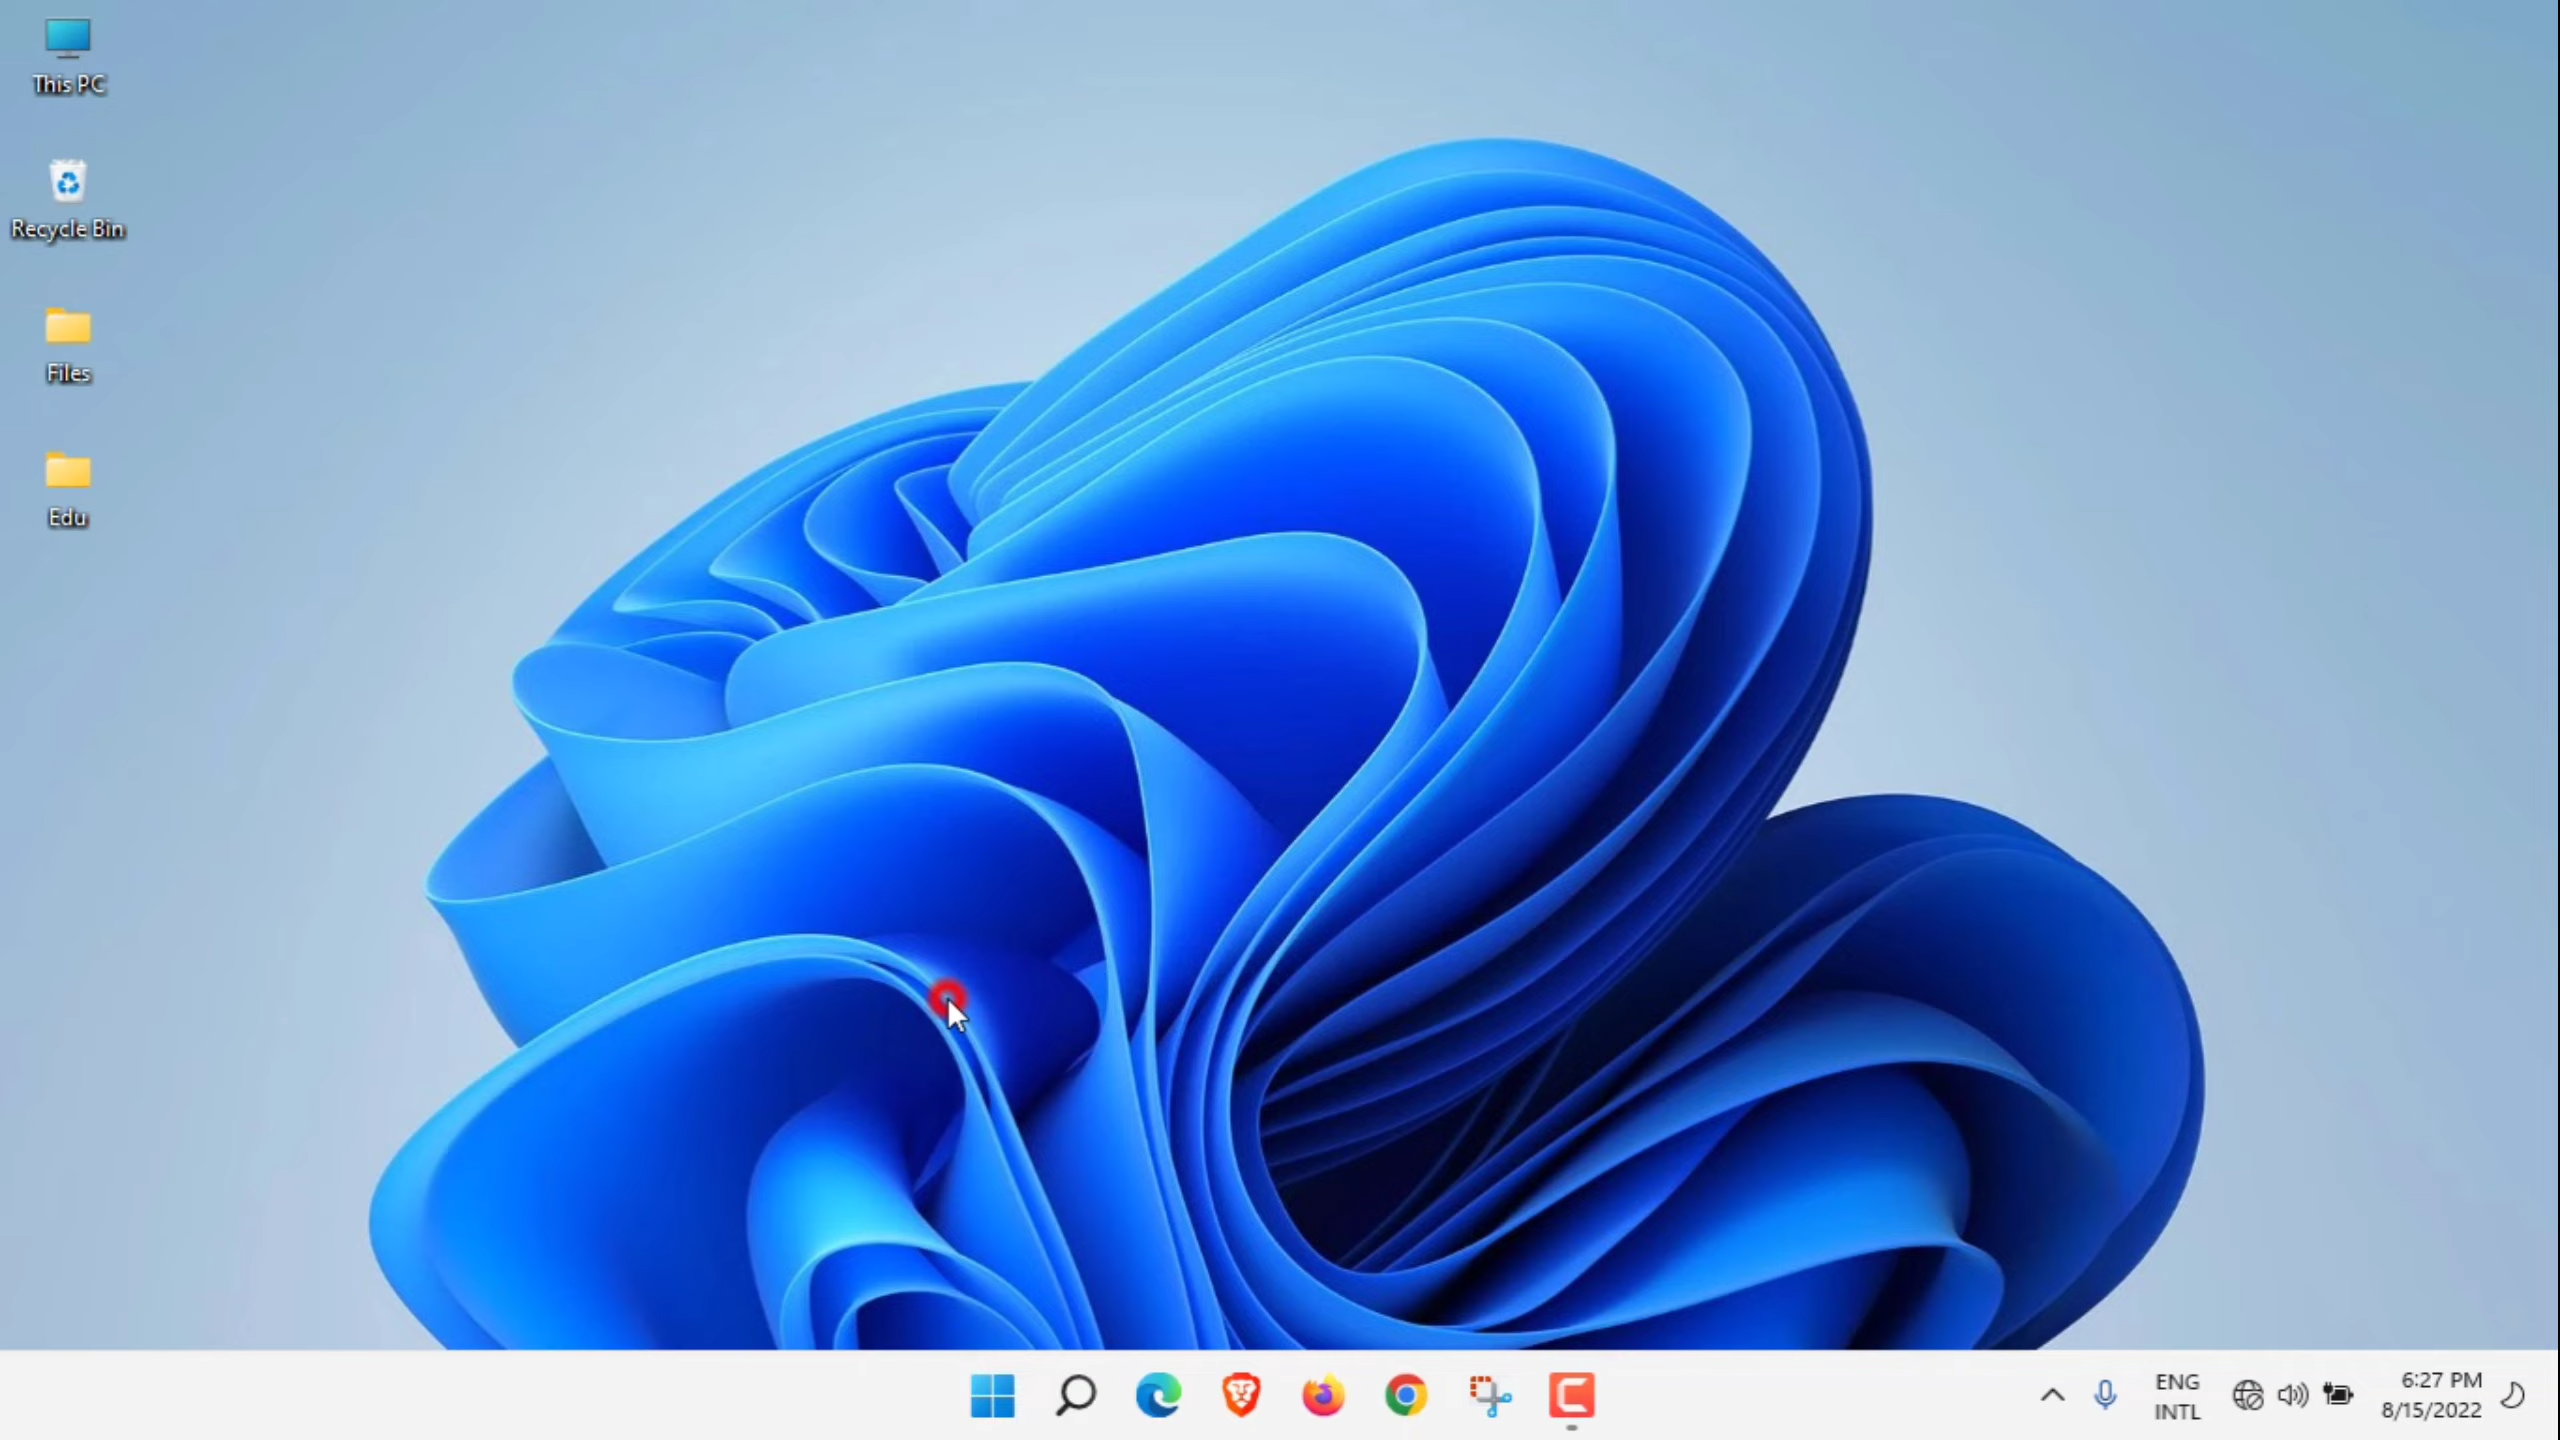 This PC
Recycle Bin
Files
Edu
ENG
INTL
6:27 PM
8/15/2022